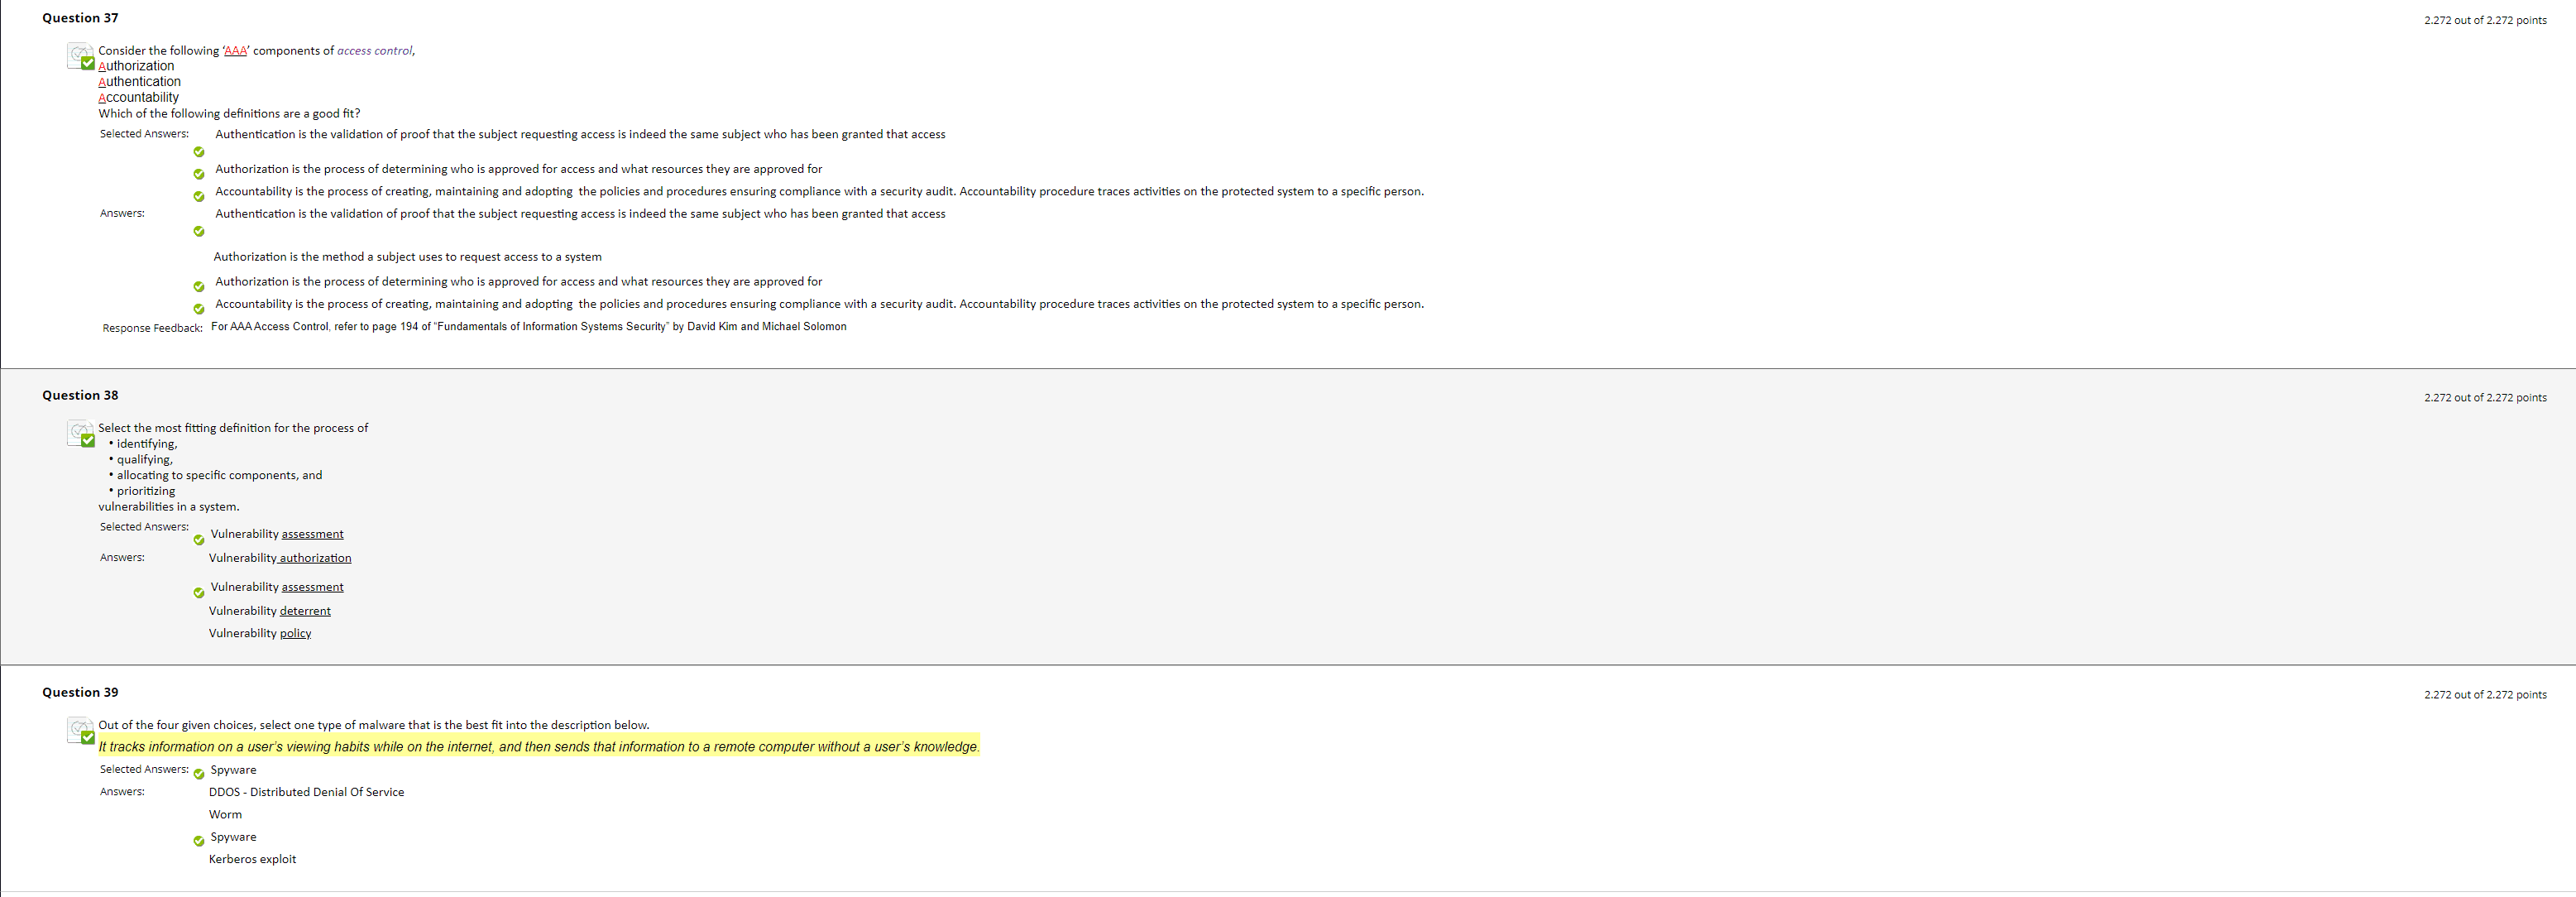 Question 37
2.272 out of 2.272 points
Consider the following ‘AAA’ components of access control,
Authorization
Authentication
Accountability
Which of the following definitions are a good fit?
Selected Answers: Authentication is the validation of proof that the subject requesting access is indeed the same subject who has been granted that access
Authorization is the process of determining who is approved for access and what resources they are approved for
Accountability is the process of creating, maintaining and adopting  the policies and procedures ensuring compliance with a security audit. Accountability procedure traces activities on the protected system to a specific person.
Answers: Authentication is the validation of proof that the subject requesting access is indeed the same subject who has been granted that access
Authorization is the method a subject uses to request access to a system
Authorization is the process of determining who is approved for access and what resources they are approved for
Accountability is the process of creating, maintaining and adopting  the policies and procedures ensuring compliance with a security audit. Accountability procedure traces activities on the protected system to a specific person.
Response Feedback: For AAA Access Control, refer to page 194 of “Fundamentals of Information Systems Security” by David Kim and Michael Solomon
Question 38
2.272 out of 2.272 points
Select the most fitting definition for the process of
• identifying,
• qualifying,
• allocating to specific components, and
• prioritizing
vulnerabilities in a system.
Selected Answers: Vulnerability assessment
Answers: Vulnerability authorization
Vulnerability assessment
Vulnerability deterrent
Vulnerability policy
Question 39
2.272 out of 2.272 points
Out of the four given choices, select one type of malware that is the best fit into the description below.
It tracks information on a user’s viewing habits while on the internet, and then sends that information to a remote computer without a user’s knowledge.
Selected Answers: Spyware
Answers: DDOS - Distributed Denial Of Service
Worm
Spyware
Kerberos exploit